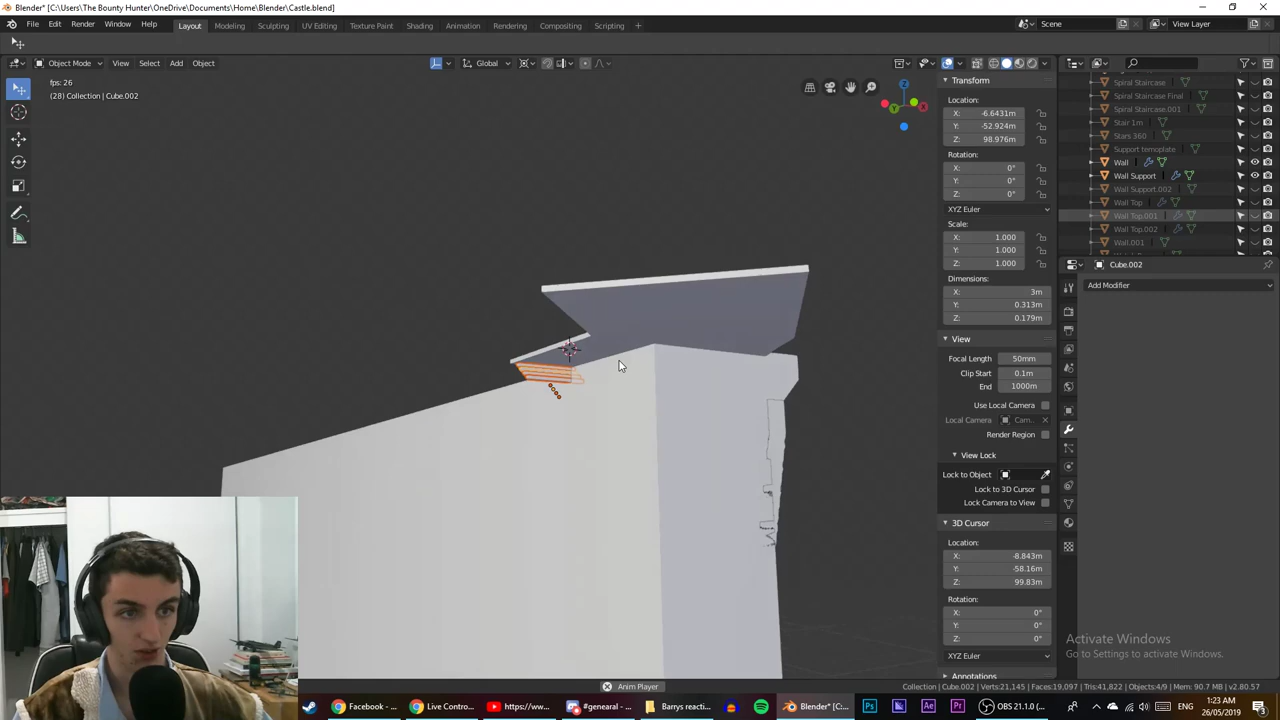 Blender* [C:\Users\The Bounty Hunter\OneDrive\Documents\Home\Blender\Castle.blend]
File Edit Render Window Help Layout Modeling Sculpting UV Editing Texture Paint Shading Animation Rendering Compositing Scripting + Scene View Layer
Object Mode View Select Add Object Global
fps: 26
(28) Collection | Cube.002
Transform
Location:
X: -6.6431m
Y: -52.924m
Z: 98.976m
Rotation:
X: 0°
Y: 0°
Z: 0°
XYZ Euler
Scale:
X: 1.000
Y: 1.000
Z: 1.000
Dimensions:
X: 3m
Y: 0.313m
Z: 0.179m
View
Focal Length 50mm
Clip Start 0.1m
End 1000m
Use Local Camera
Local Camera Cam..
Render Region
View Lock
Lock to Object
Lock to 3D Cursor
Lock Camera to View
3D Cursor
Location:
X: -8.843m
Y: -58.16m
Z: 99.83m
Rotation:
X: 0°
Y: 0°
Z: 0°
XYZ Euler
Annotations
Spiral Staircase
Spiral Staircase Final
Spiral Staircase.001
Stair 1m
Stars 360
Support temoplate
Wall
Wall Support
Wall Support.002
Wall Top
Wall Top.001
Wall Top.002
Wall.001
Cube.002
Add Modifier
Activate Windows
Go to Settings to activate Windows.
Anim Player
Collection | Cube.002 | Verts:21,145 | Faces:19,097 | Tris:41,822 | Objects:4/9 | Mem: 90.7 MB | v2.80.57
Facebook - ... Live Contro... https://ww... #genearal - ... Barrys reacti... Blender* [C:... OBS 21.1.0 (...
1:23 AM
26/05/2019